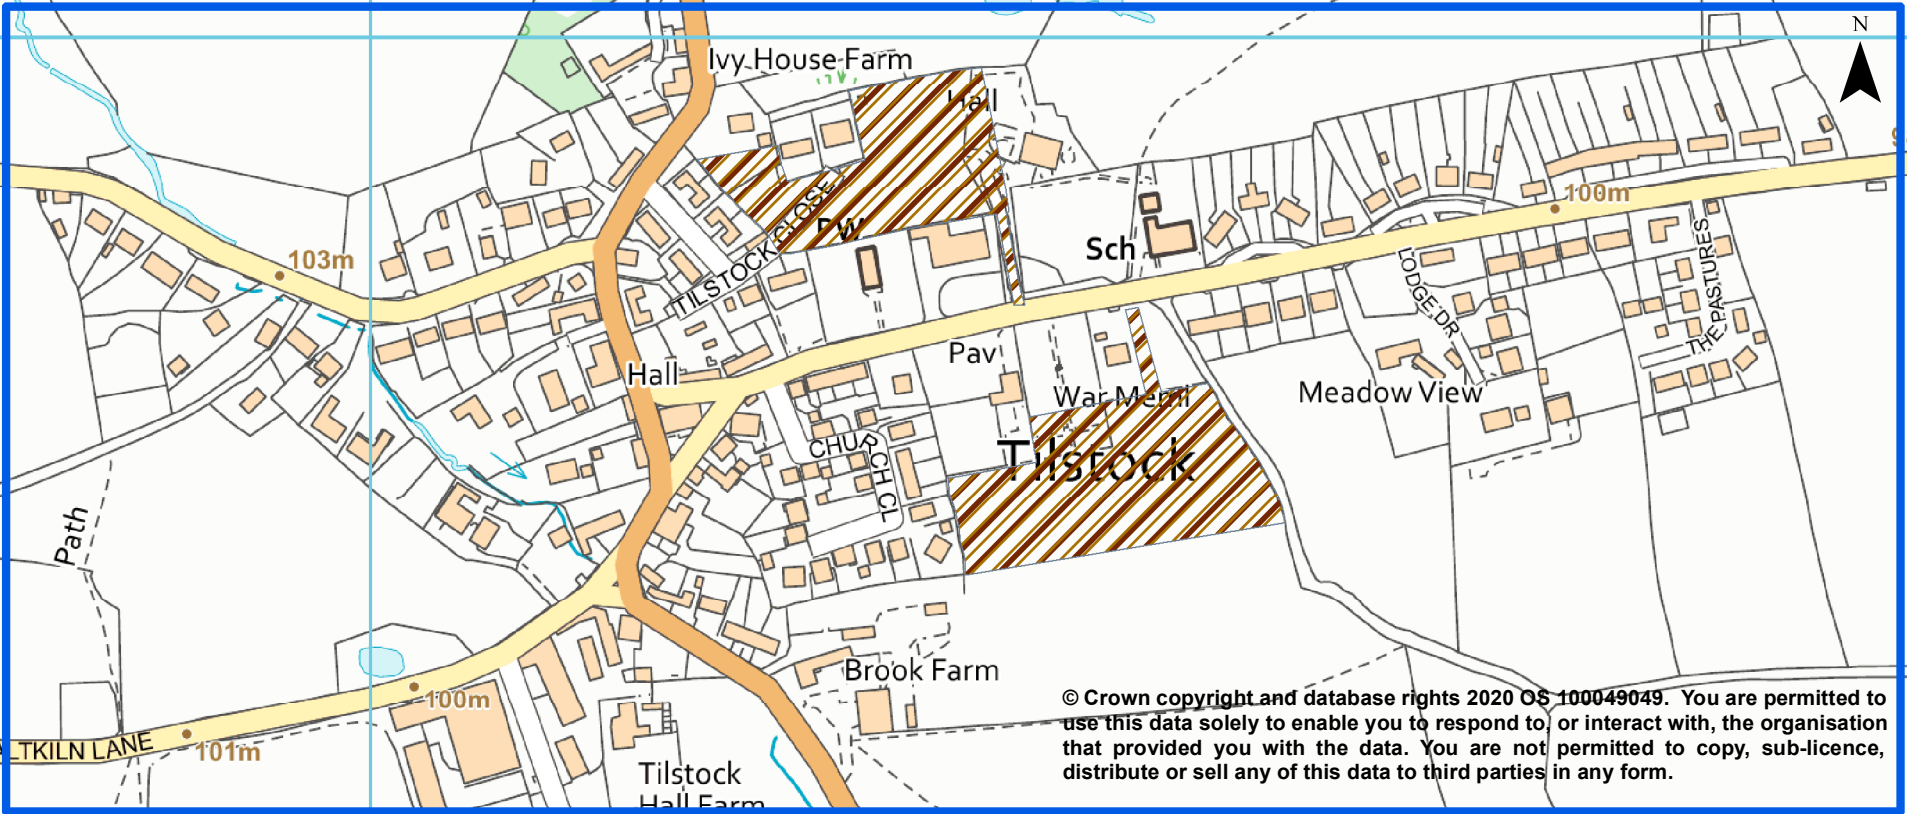 N
Ivy House Farm
Hall
100m
TILSTOCK CLOSE
PW
Sch
103m
LODGE DR
THE PASTURES
Pav
Hall
War Meml
Meadow View
CHURCH CL
Tilstock
Path
Brook Farm
100m
LTKILN LANE
101m
Tilstock
Hall Farm
© Crown copyright and database rights 2020 OS 100049049. You are permitted to
use this data solely to enable you to respond to, or interact with, the organisation
that provided you with the data. You are not permitted to copy, sub-licence,
distribute or sell any of this data to third parties in any form.